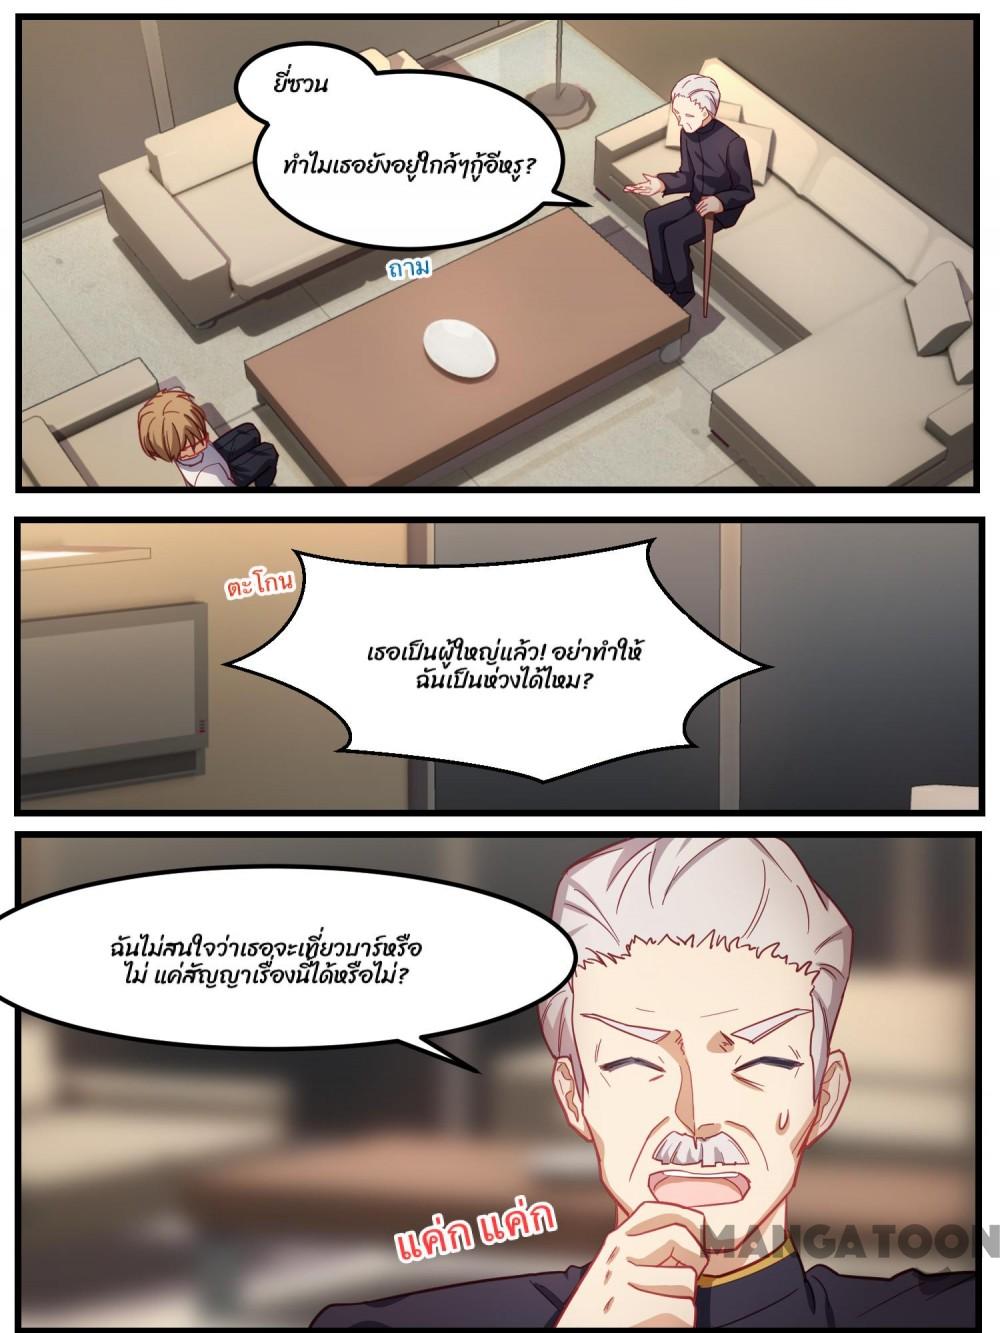 ยี่ซวน
ทำไมเธอยังอยู่ใกล้ๆกู้อีหรู?
ถาม
ตะโกน
เธอเป็นผู้ใหญ่แล้ว! อย่าทำให้
ฉันเป็นห่วงได้ไหม?
ฉันไม่สนใจว่าเธอจะเที่ยวบาร์หรือ
ไม่ แค่สัญญาเรื่องนี้ได้หรือไม่?
แค่ก แค่ก
MANGATOON